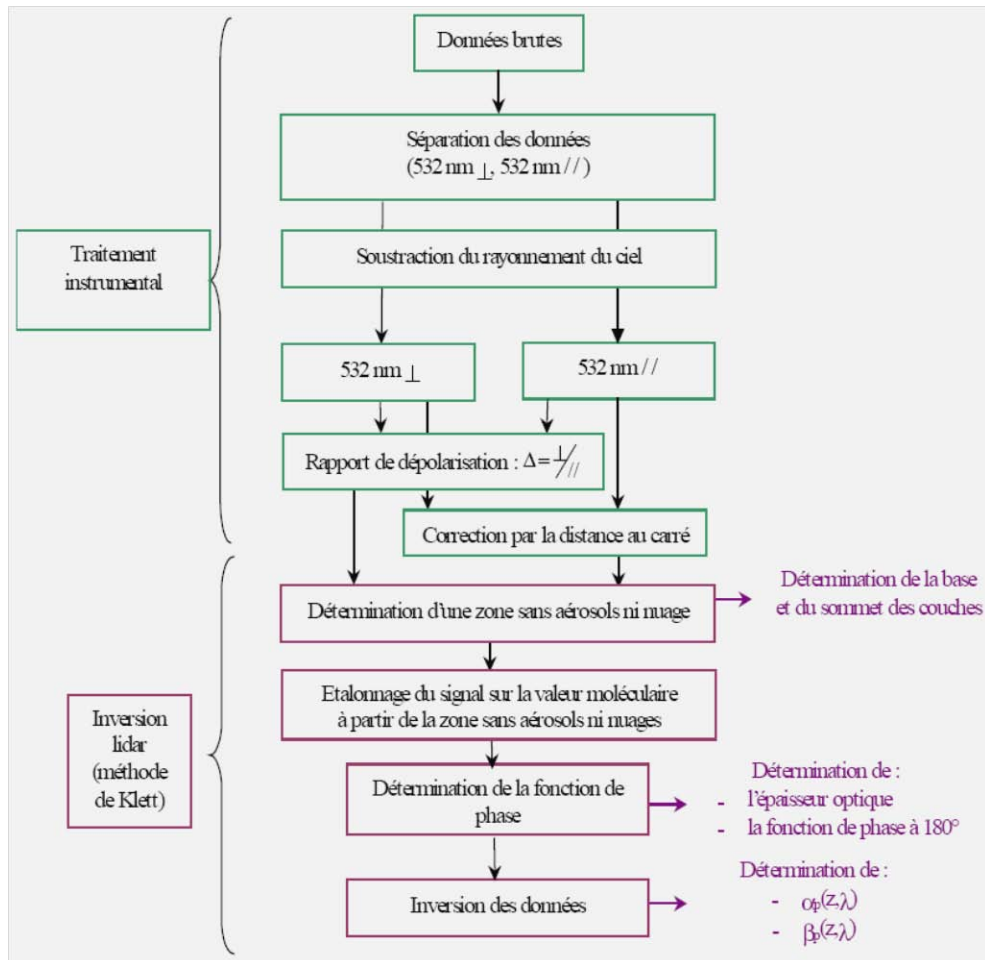 Données brutes
Séparation des données
(532 nm ⊥, 532 nm //)
Traitement
instrumental
Soustraction du rayonnement du ciel
532 nm ⊥
532 nm //
Rapport de dépolarisation : Δ = ⊥/ //
Correction par la distance au carré
Détermination d'une zone sans aérosols ni nuage
Détermination de la base
et du sommet des couches
Etalonnage du signal sur la valeur moléculaire
à partir de la zone sans aérosols ni nuages
Inversion
lidar
(méthode
de Klett)
Détermination de la fonction de
phase
Détermination de :
- l'épaisseur optique
- la fonction de phase à 180°
Inversion des données
Détermination de :
- αp(z,λ)
- βp(z,λ)